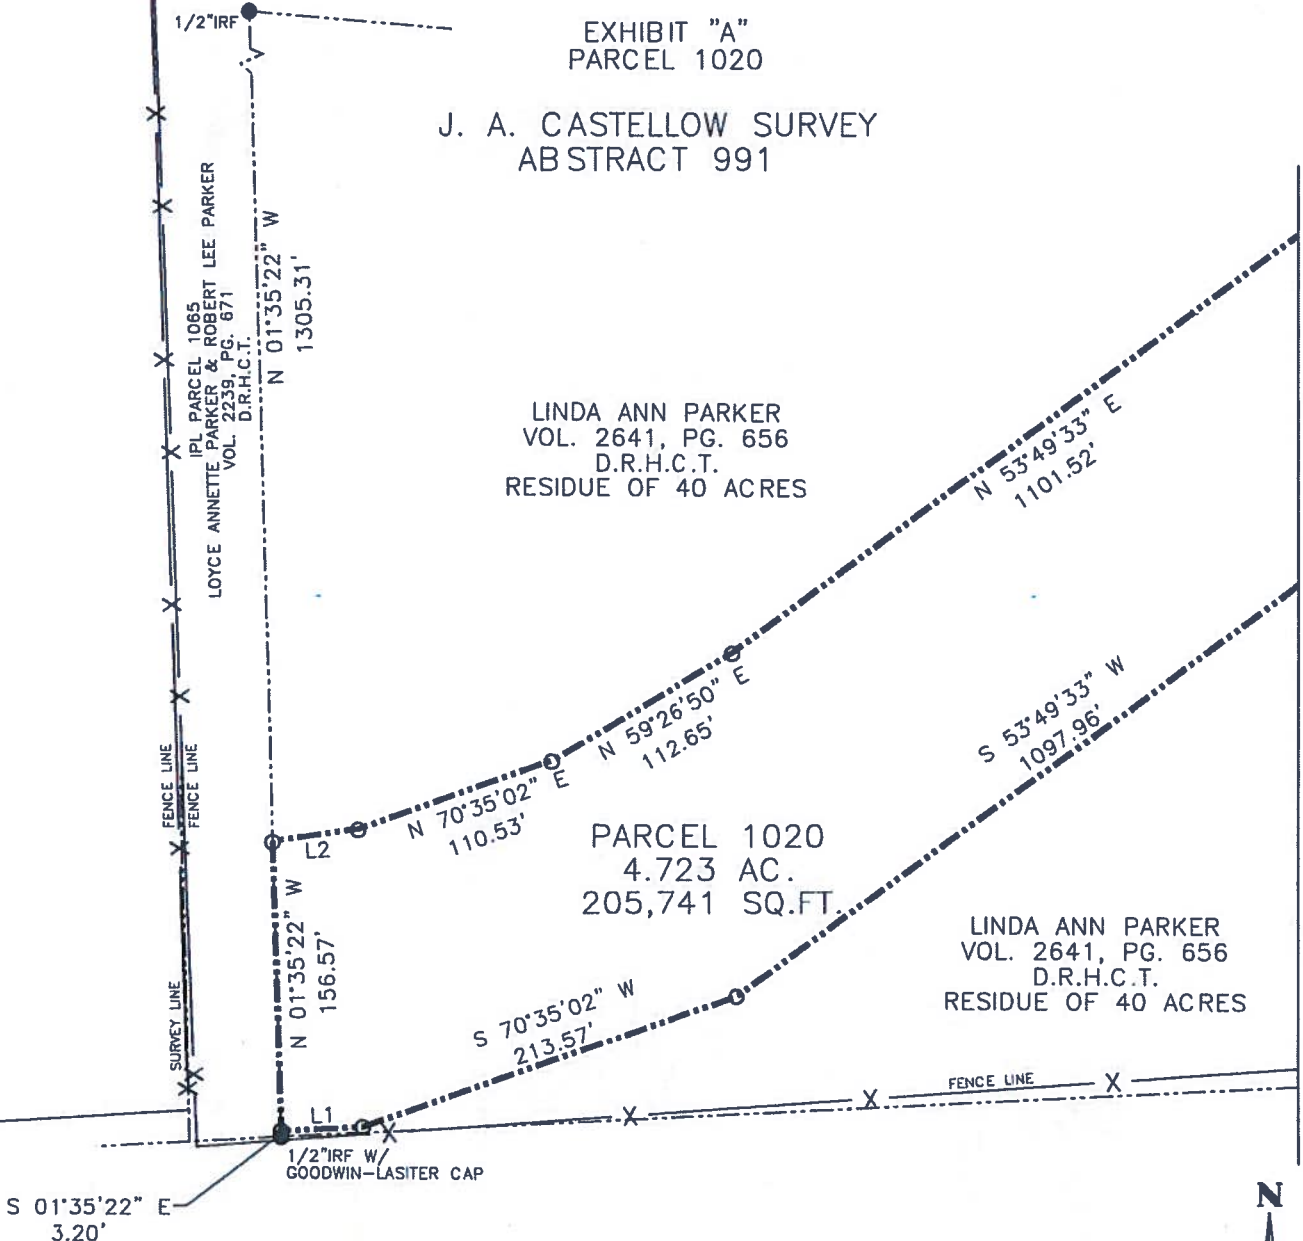 1/2"IRF
EXHIBIT "A"
PARCEL 1020
J. A. CASTELLOW SURVEY
ABSTRACT 991
IPL PARCEL 1065
LOYCE ANNETTE PARKER & ROBERT LEE PARKER
VOL. 2239, PG. 671
D.R.H.C.T.
N 01°35'22" W
1305.31'
LINDA ANN PARKER
VOL. 2641, PG. 656
D.R.H.C.T.
RESIDUE OF 40 ACRES
N 53°49'33" E
1101.52'
N 59°26'50" E
112.65'
S 53°49'33" W
1097.96'
FENCE LINE
FENCE LINE
N 70°35'02" E
110.53'
L2
PARCEL 1020
4.723 AC.
205,741 SQ.FT.
N 01°35'22" W
156.57'
LINDA ANN PARKER
VOL. 2641, PG. 656
D.R.H.C.T.
RESIDUE OF 40 ACRES
SURVEY LINE
S 70°35'02" W
213.57'
FENCE LINE
L1
1/2"IRF W/
GOODWIN-LASITER CAP
S 01°35'22" E
3.20'
N